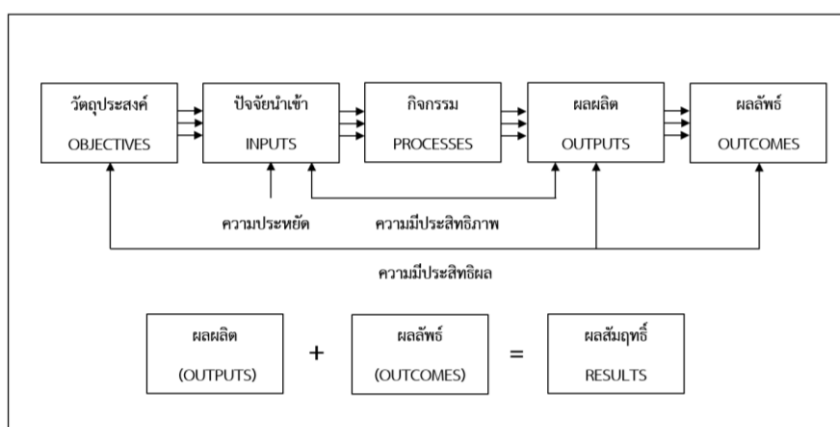 วัตถุประสงค์
OBJECTIVES
ปัจจัยนำเข้า
INPUTS
กิจกรรม
PROCESSES
ผลผลิต
OUTPUTS
ผลลัพธ์
OUTCOMES
ความประหยัด
ความมีประสิทธิภาพ
ความมีประสิทธิผล
ผลผลิต
(OUTPUTS)
+
ผลลัพธ์
(OUTCOMES)
=
ผลสัมฤทธิ์
RESULTS